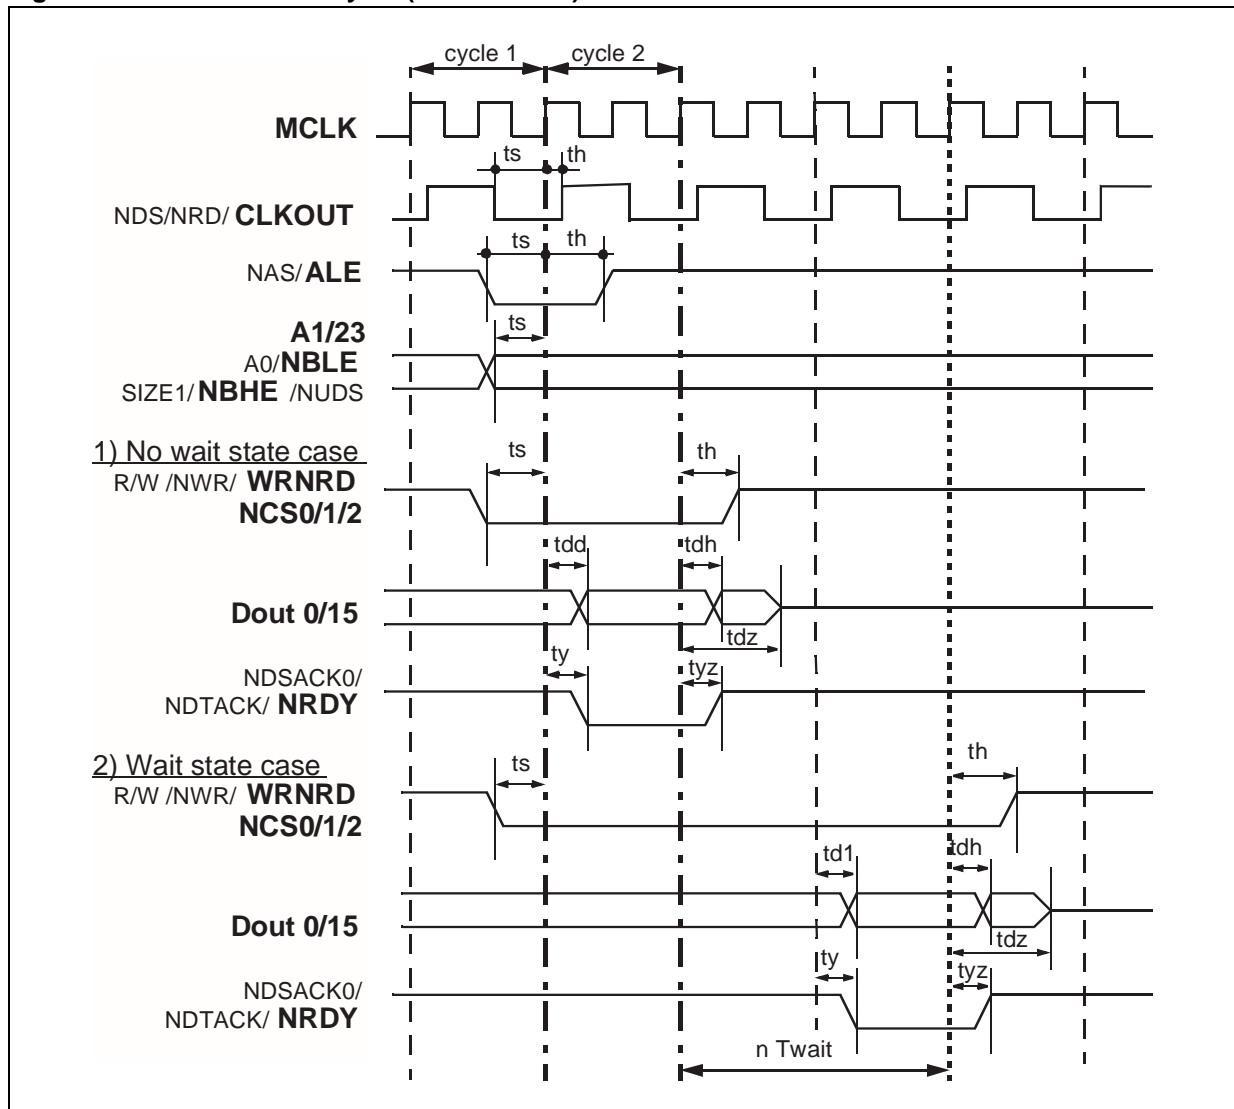 cycle 1 cycle 2
MCLK
ts th
NDS/NRD/ CLKOUT
ts th
NAS/ ALE
A1/23
ts
A0/NBLE
SIZE1/ NBHE /NUDS
1) No wait state case
ts th
R/W /NWR/ WRNRD
NCS0/1/2
tdd tdh
Dout 0/15
tdz
ty tyz
NDSACK0/
NDTACK/ NRDY
2) Wait state case
ts th
R/W /NWR/ WRNRD
NCS0/1/2
td1 tdh
Dout 0/15
tdz
ty tyz
NDSACK0/
NDTACK/ NRDY
n Twait